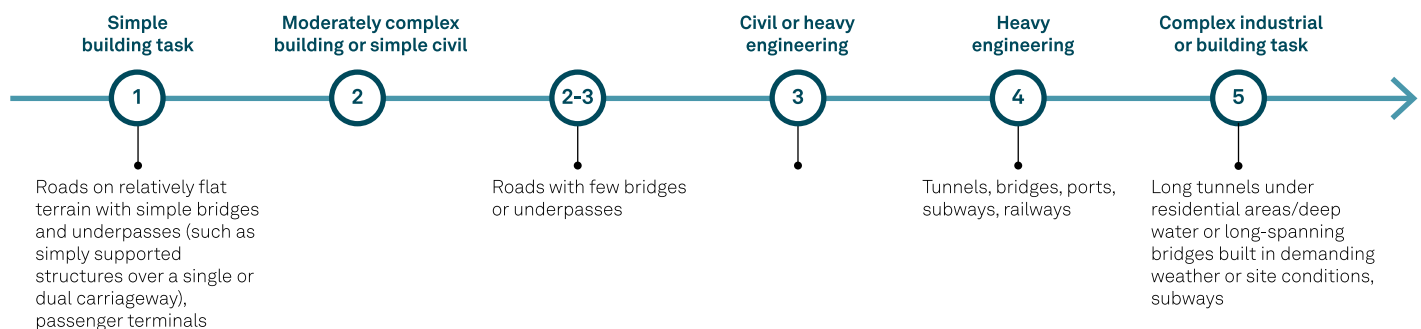 Simple
building task
Moderately complex
building or simple civil
Civil or heavy
engineering
Heavy
engineering
Complex industrial
or building task
1
2
2-3
3
4
5
Roads on relatively flat
terrain with simple bridges
and underpasses (such as
simply supported
structures over a single or
dual carriageway),
passenger terminals
Roads with few bridges
or underpasses
Tunnels, bridges, ports,
subways, railways
Long tunnels under
residential areas/deep
water or long-spanning
bridges built in demanding
weather or site conditions,
subways